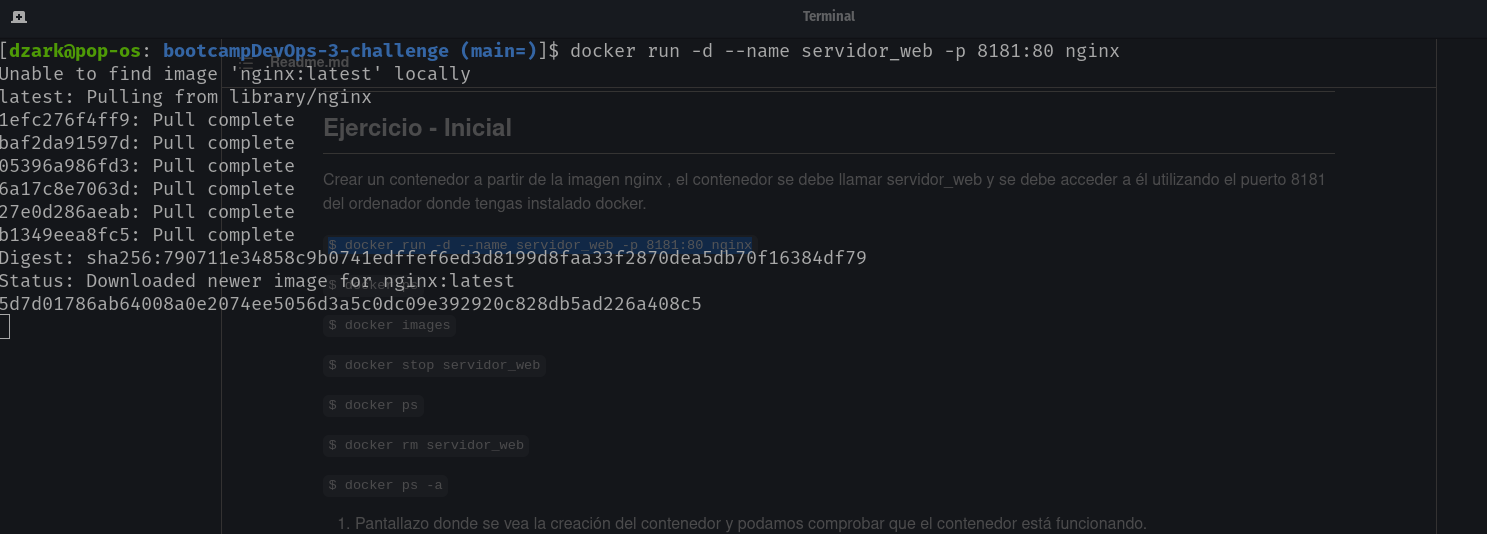 Terminal
[dzark@pop-os: bootcampDevOps-3-challenge (main=)]$ docker run -d --name servidor_web -p 8181:80 nginx
Readme.md
Unable to find image 'nginx:latest' locally
latest: Pulling from library/nginx
1efc276f4ff9: Pull complete
baf2da91597d: Pull complete
05396a986fd3: Pull complete
6a17c8e7063d: Pull complete
27e0d286aeab: Pull complete
b1349eea8fc5: Pull complete
Digest: sha256:790711e34858c9b0741edffef6ed3d8199d8faa33f2870dea5db70f16384df79
Status: Downloaded newer image for nginx:latest
5d7d01786ab64008a0e2074ee5056d3a5c0dc09e392920c828db5ad226a408c5
Ejercicio - Inicial
Crear un contenedor a partir de la imagen nginx , el contenedor se debe llamar servidor_web y se debe acceder a él utilizando el puerto 8181
del ordenador donde tengas instalado docker.
$ docker run -d --name servidor_web -p 8181:80 nginx
$ docker
$ docker images
$ docker stop servidor_web
$ docker ps
$ docker rm servidor_web
$ docker ps -a
1. Pantallazo donde se vea la creación del contenedor y podamos comprobar que el contenedor está funcionando.